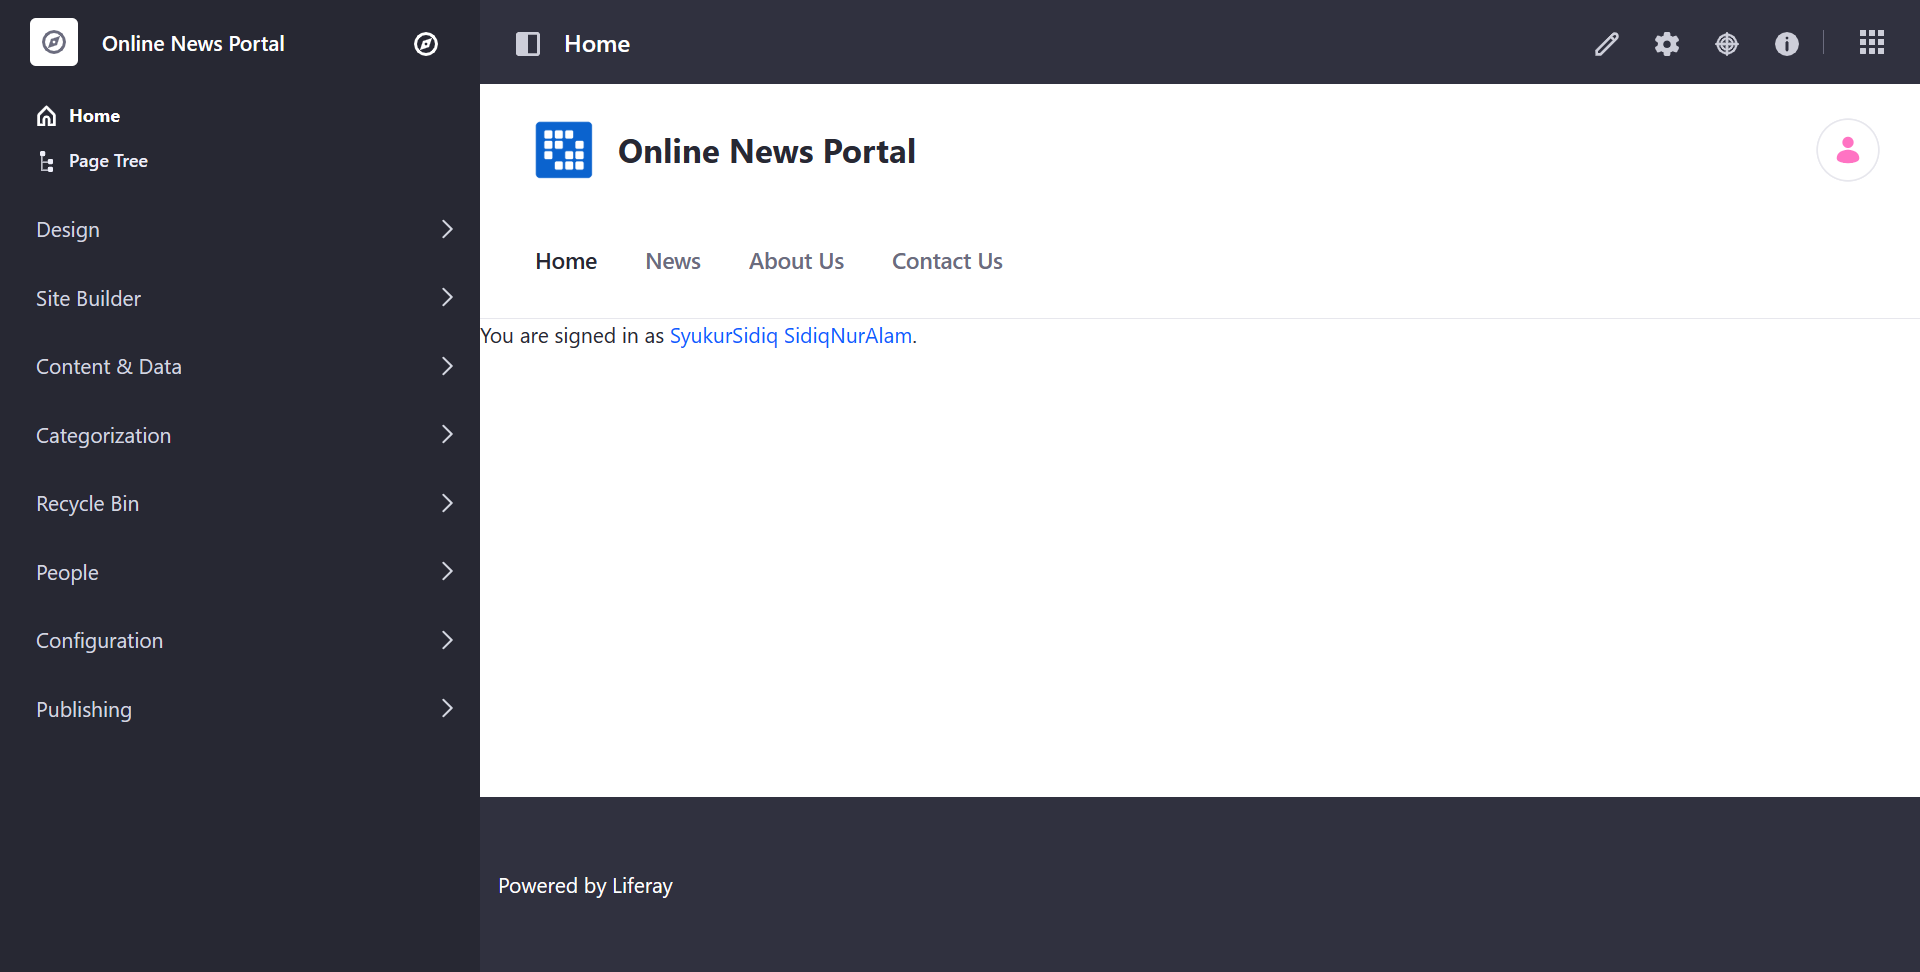 Online News Portal
Home
Page Tree
Design
Site Builder
Content & Data
Categorization
Recycle Bin
People
Configuration
Publishing
Home
Online News Portal
Home News About Us Contact Us
You are signed in as SyukurSidiq SidiqNurAlam.
Powered by Liferay